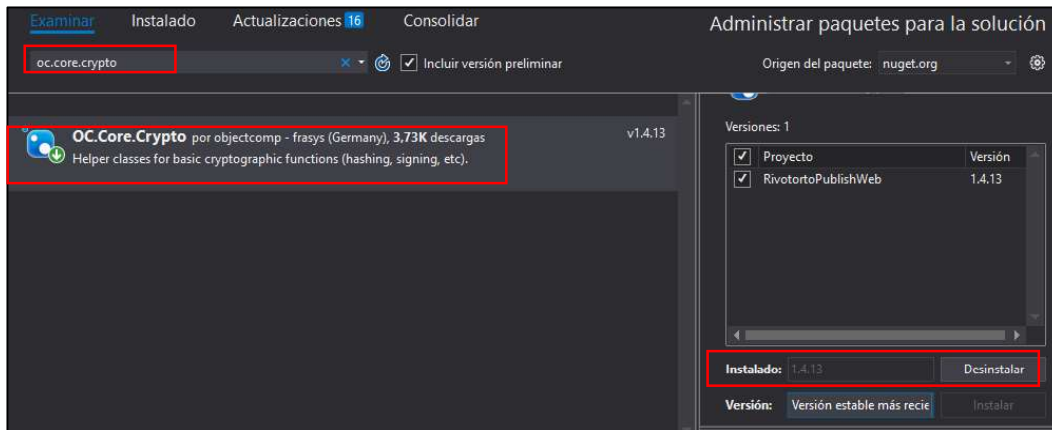 Examinar Instalado Actualizaciones 16 Consolidar
Administrar paquetes para la solución
oc.core.crypto
Incluir versión preliminar
Origen del paquete: nuget.org
OC.Core.Crypto por objectcomp - frasys (Germany), 3,73K descargas
v1.4.13
Helper classes for basic cryptographic functions (hashing, signing, etc).
Versiones: 1
Proyecto Versión
RivotortoPublishWeb 1.4.13
Instalado: 1.4.13 Desinstalar
Versión: Versión estable más recie Instalar